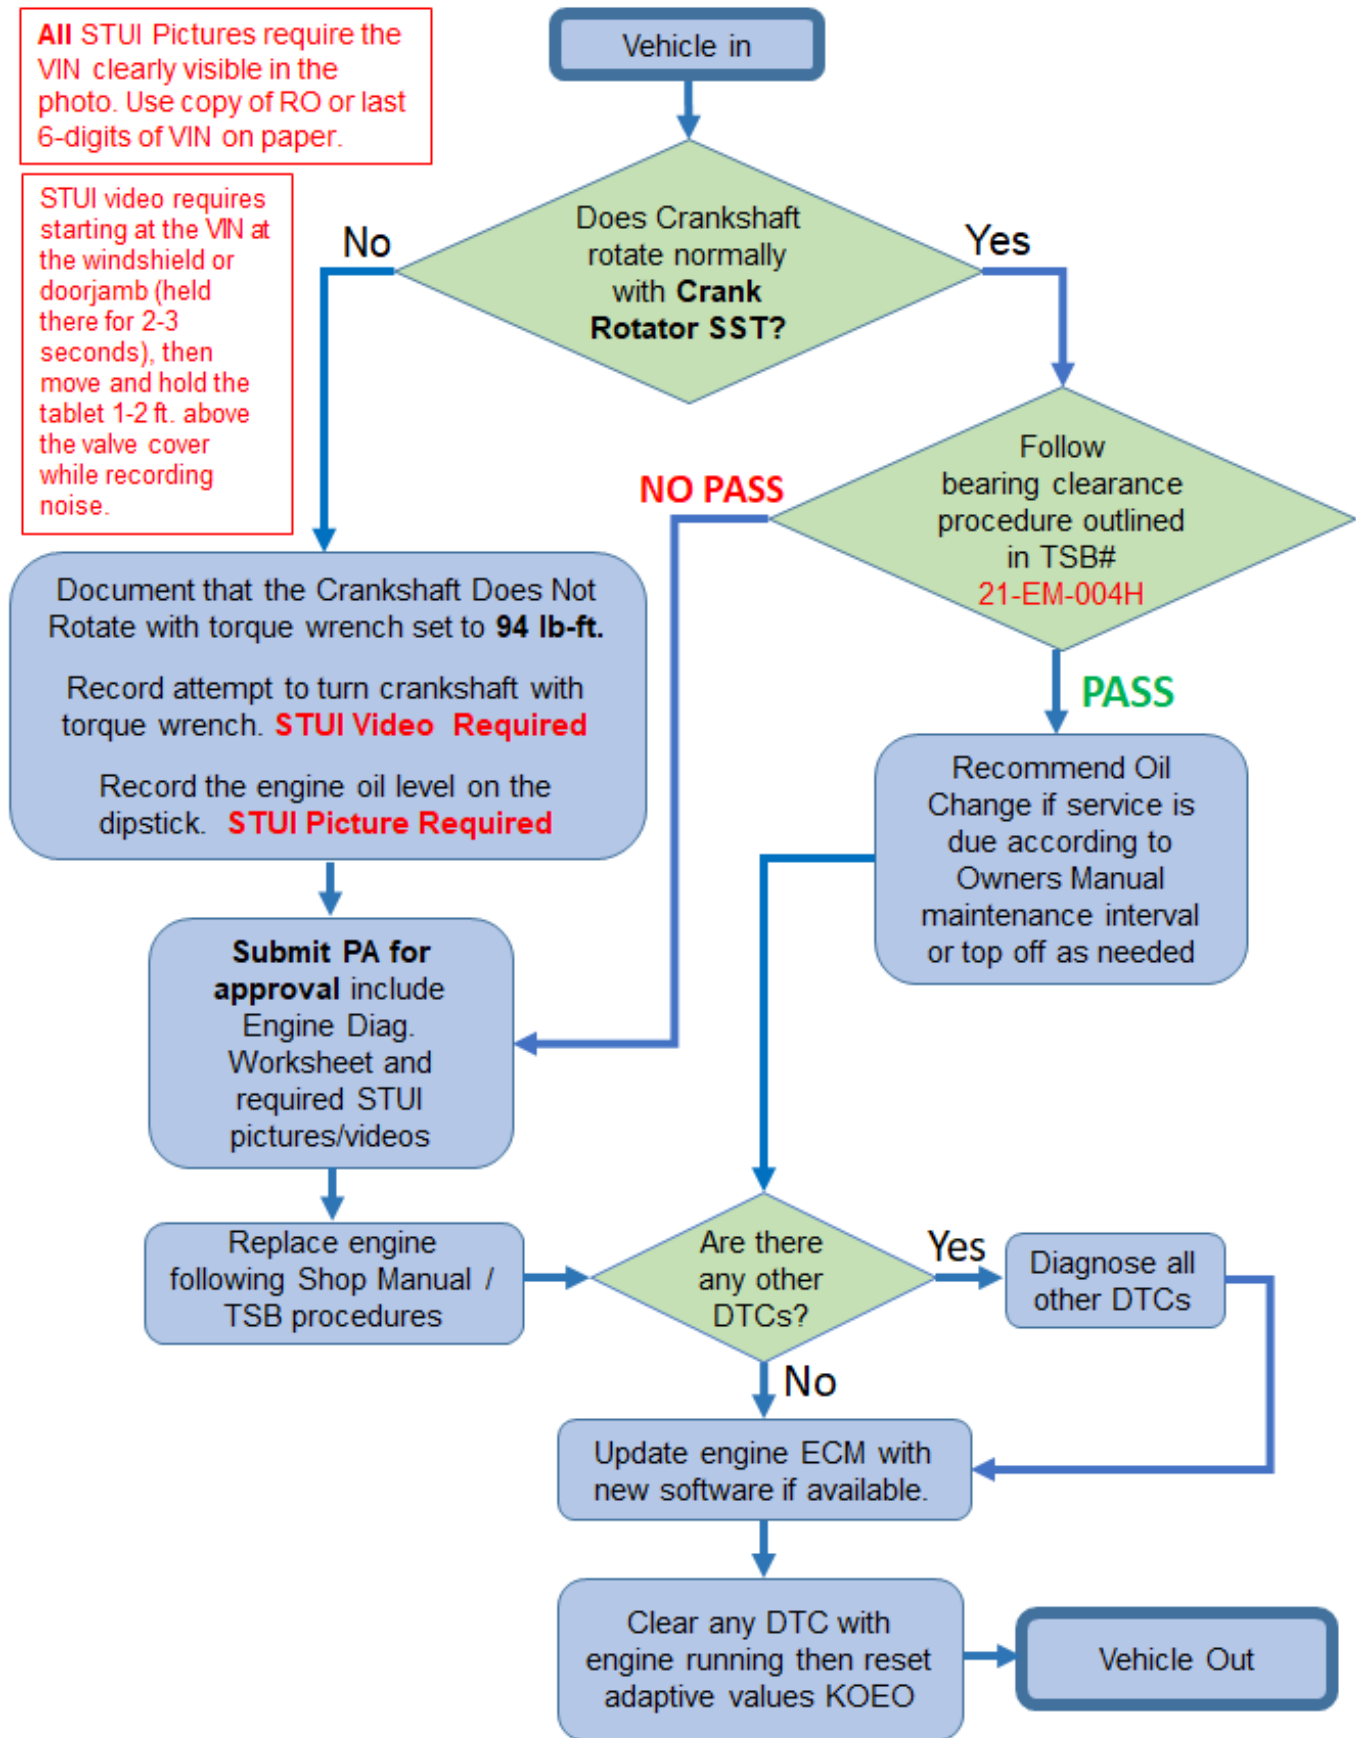 All STUI Pictures require the
VIN clearly visible in the
photo. Use copy of RO or last
6-digits of VIN on paper.
Vehicle in
STUI video requires
starting at the VIN at
the windshield or
doorjamb (held
there for 2-3
seconds), then
move and hold the
tablet 1-2 ft. above
the valve cover
while recording
noise.
Does Crankshaft
rotate normally
with Crank
Rotator SST?
No
Yes
Follow
bearing clearance
procedure outlined
in TSB#
21-EM-004H
NO PASS
PASS
Document that the Crankshaft Does Not
Rotate with torque wrench set to 94 lb-ft.
Record attempt to turn crankshaft with
torque wrench. STUI Video Required
Record the engine oil level on the
dipstick. STUI Picture Required
Recommend Oil
Change if service is
due according to
Owners Manual
maintenance interval
or top off as needed
Submit PA for
approval include
Engine Diag.
Worksheet and
required STUI
pictures/videos
Replace engine
following Shop Manual /
TSB procedures
Are there
any other
DTCs?
Yes
Diagnose all
other DTCs
No
Update engine ECM with
new software if available.
Clear any DTC with
engine running then reset
adaptive values KOEO
Vehicle Out